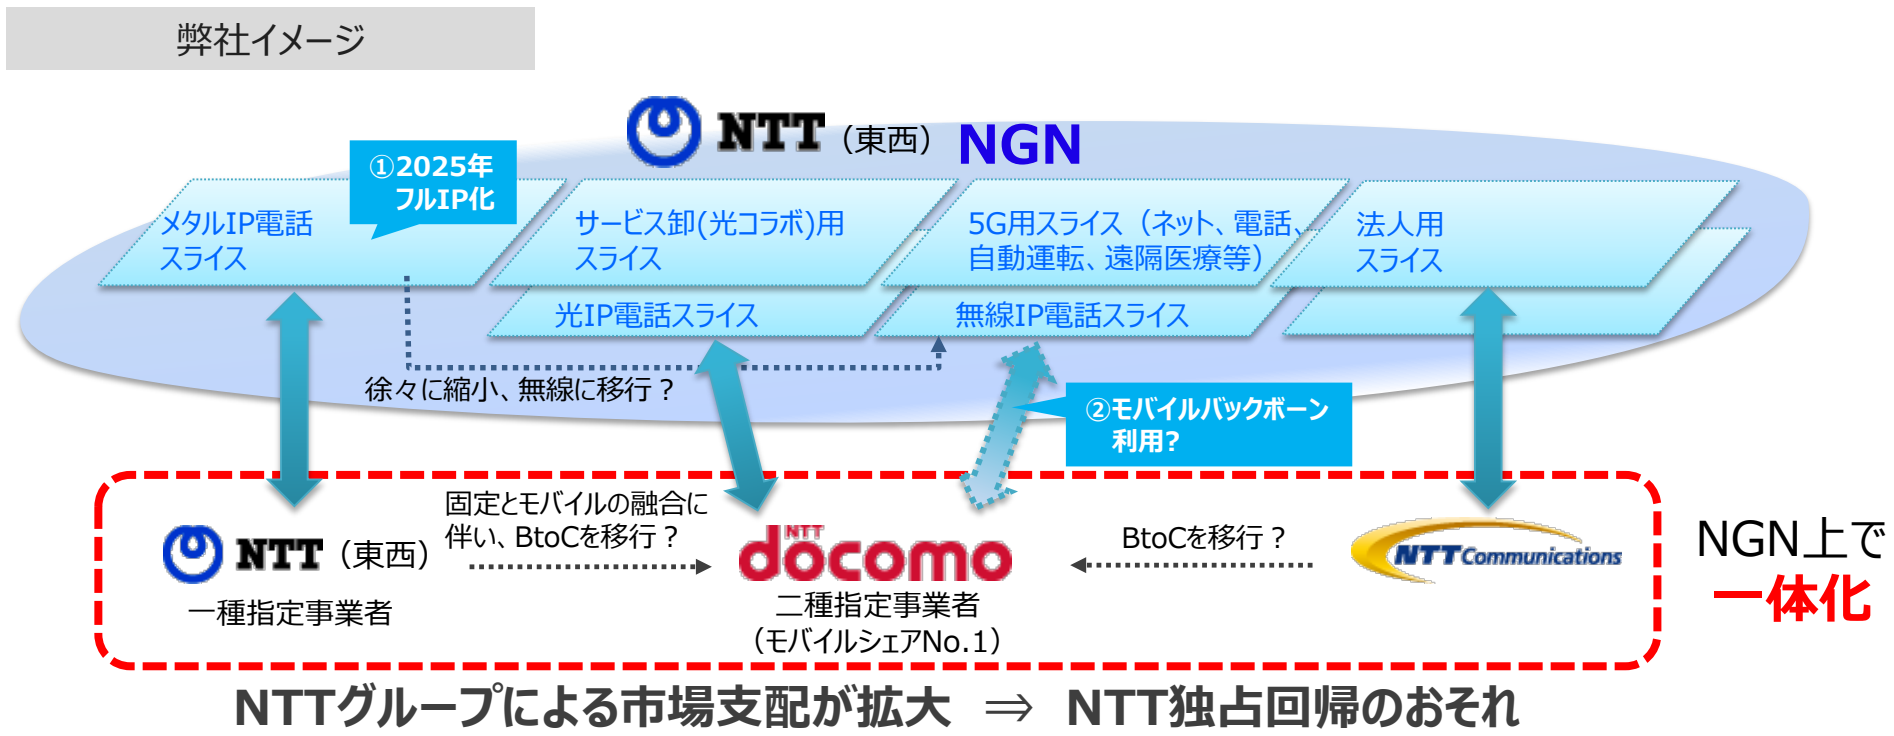 弊社イメージ
NTT（東西）NGN
①2025年
フルIP化
メタルIP電話
スライス
サービス卸(光コラボ)用
スライス
5G用スライス（ネット、電話、
自動運転、遠隔医療等）
法人用
スライス
光IP電話スライス
無線IP電話スライス
徐々に縮小、無線に移行？
②モバイルバックボーン
利用?
固定とモバイルの融合に
伴い、BtoCを移行？
NTT（東西）
一種指定事業者
NTT
docomo
二種指定事業者
（モバイルシェアNo.1）
BtoCを移行？
NTT Communications
NGN上で
一体化
NTTグループによる市場支配が拡大 ⇒ NTT独占回帰のおそれ